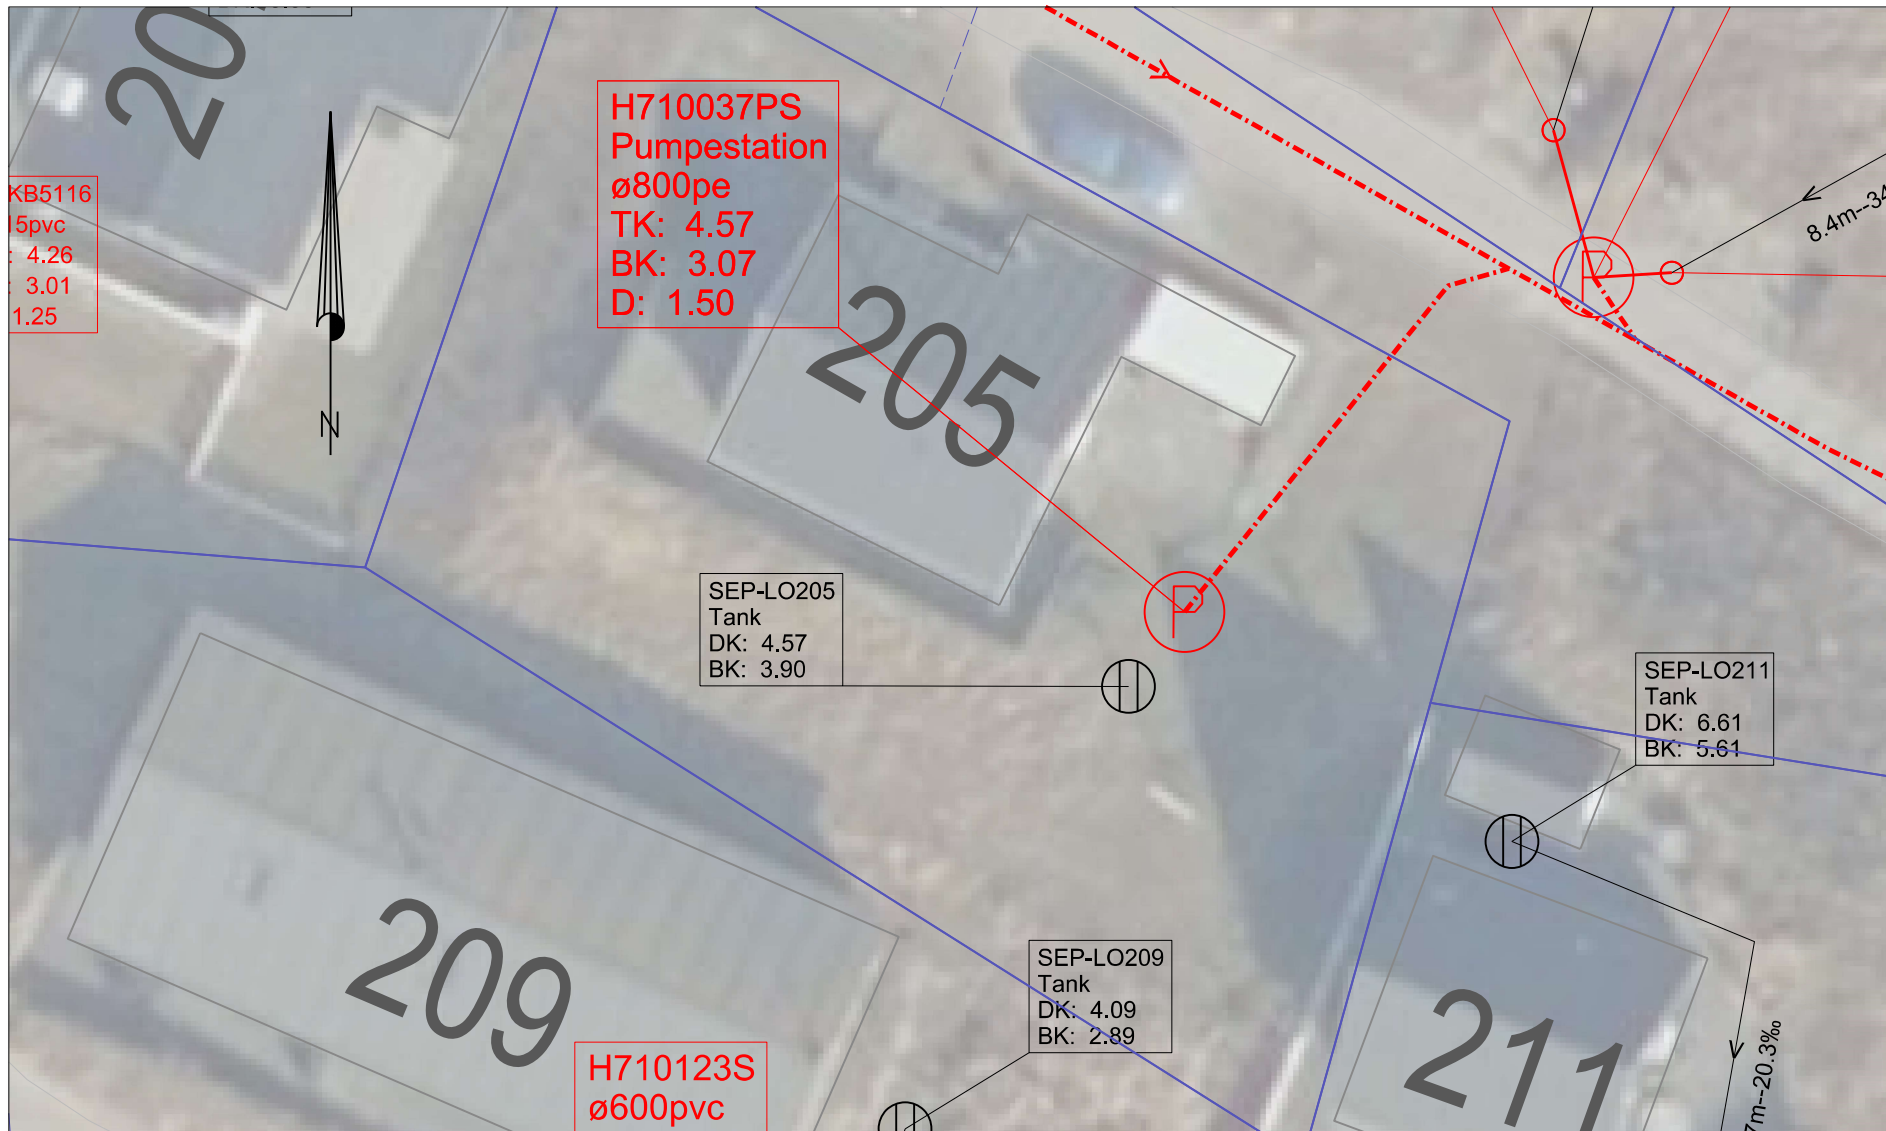 H710037PS
Pumpestation
ø800pe
TK: 4.57
BK: 3.07
D: 1.50
KB5116
15pvc
: 4.26
: 3.01
1.25
N
205
8.4m--34
P
P
SEP-LO205
Tank
DK: 4.57
BK: 3.90
SEP-LO211
Tank
DK: 6.61
BK: 5.61
209
SEP-LO209
Tank
DK: 4.09
BK: 2.89
211
7m--20.3‰
H710123S
ø600pvc
20